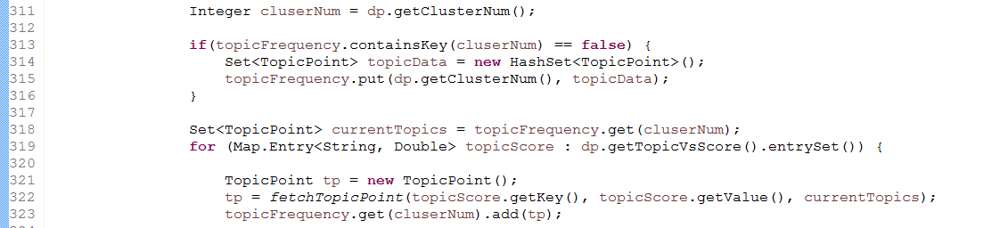 311 Integer cluserNum = dp.getClusterNum();
312
313 if(topicFrequency.containsKey(cluserNum) == false) {
314 Set<TopicPoint> topicData = new HashSet<TopicPoint>();
315 topicFrequency.put(dp.getClusterNum(), topicData);
316 }
317
318 Set<TopicPoint> currentTopics = topicFrequency.get(cluserNum);
319 for (Map.Entry<String, Double> topicScore : dp.getTopicVsScore().entrySet()) {
320
321 TopicPoint tp = new TopicPoint();
322 tp = fetchTopicPoint(topicScore.getKey(), topicScore.getValue(), currentTopics);
323 topicFrequency.get(cluserNum).add(tp);